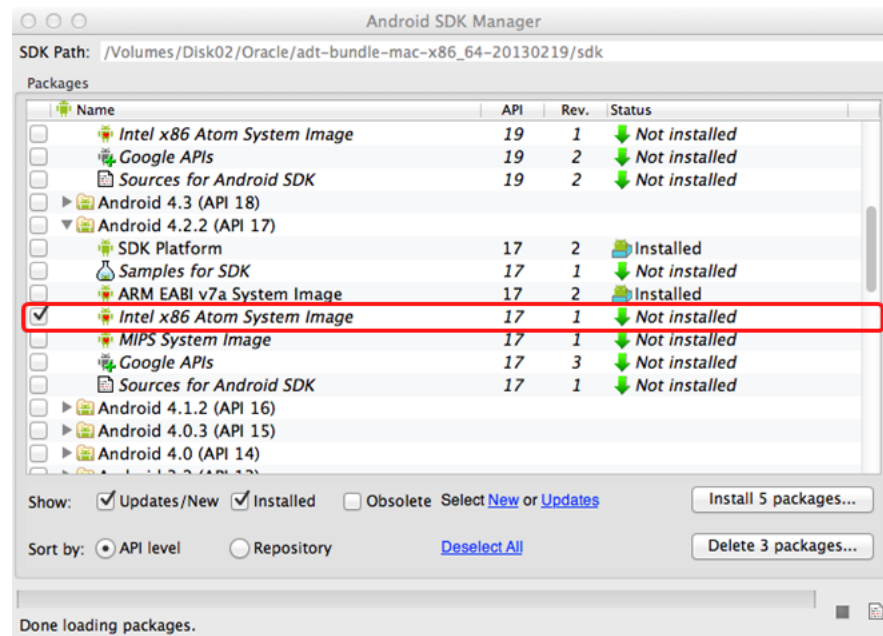 Android SDK Manager
SDK Path: /Volumes/Disk02/Oracle/adt-bundle-mac-x86_64-20130219/sdk
Packages
Name API Rev. Status
Intel x86 Atom System Image 19 1 Not installed
Google APIs 19 2 Not installed
Sources for Android SDK 19 2 Not installed
Android 4.3 (API 18)
Android 4.2.2 (API 17)
SDK Platform 17 2 Installed
Samples for SDK 17 1 Not installed
ARM EABI v7a System Image 17 2 Installed
Intel x86 Atom System Image 17 1 Not installed
MIPS System Image 17 1 Not installed
Google APIs 17 3 Not installed
Sources for Android SDK 17 1 Not installed
Android 4.1.2 (API 16)
Android 4.0.3 (API 15)
Android 4.0 (API 14)
Show: Updates/New Installed Obsolete Select New or Updates Install 5 packages...
Sort by: API level Repository Deselect All Delete 3 packages...
Done loading packages.